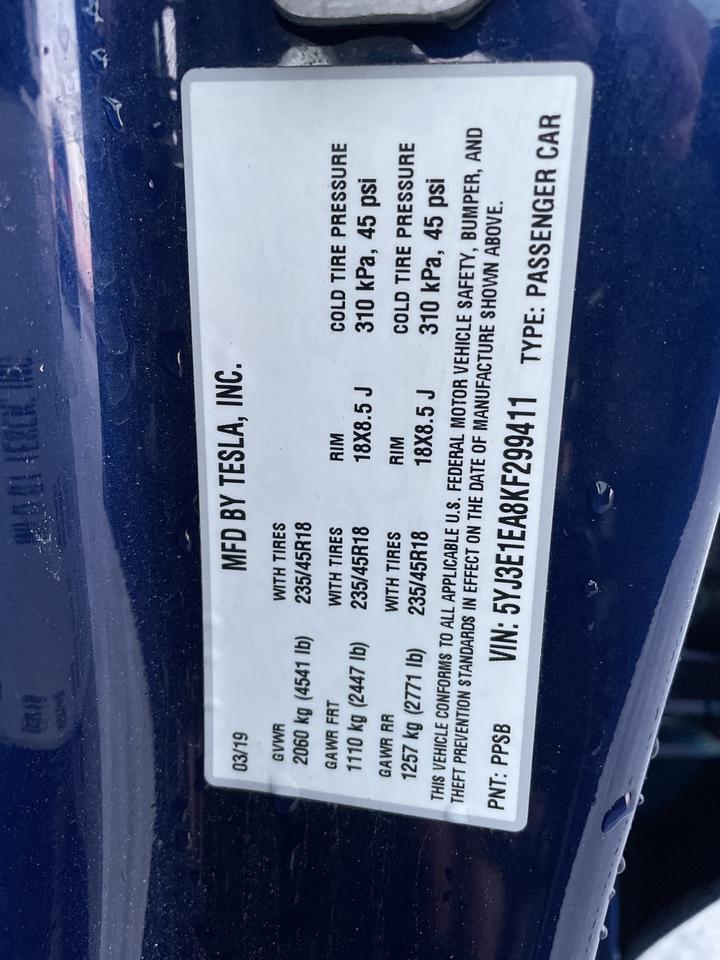 MFD BY TESLA, INC.
03/19
GVWR WITH TIRES
2060 kg (4541 lb) 235/45R18
GAWR FRT WITH TIRES RIM COLD TIRE PRESSURE
1110 kg (2447 lb) 235/45R18 18X8.5 J 310 kPa, 45 psi
GAWR RR WITH TIRES RIM COLD TIRE PRESSURE
1257 kg (2771 lb) 235/45R18 18X8.5 J 310 kPa, 45 psi
THIS VEHICLE CONFORMS TO ALL APPLICABLE U.S. FEDERAL MOTOR VEHICLE SAFETY, BUMPER, AND
THEFT PREVENTION STANDARDS IN EFFECT ON THE DATE OF MANUFACTURE SHOWN ABOVE.
PNT: PPSB VIN: 5YJ3E1EA8KF299411 TYPE: PASSENGER CAR